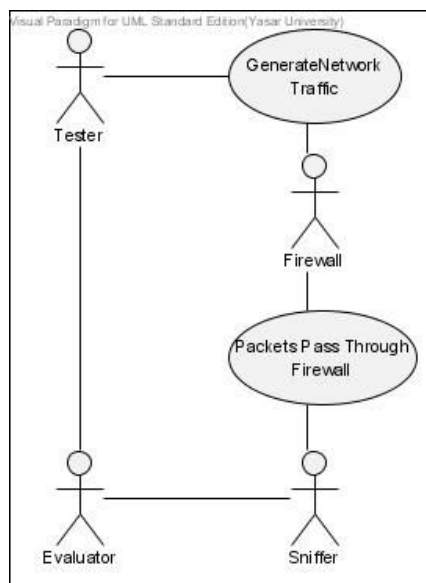 Visual Paradigm for UML Standard Edition(Yasar University)
GenerateNetwork
Traffic
Tester
Firewall
Packets Pass Through
Firewall
Evaluator
Sniffer